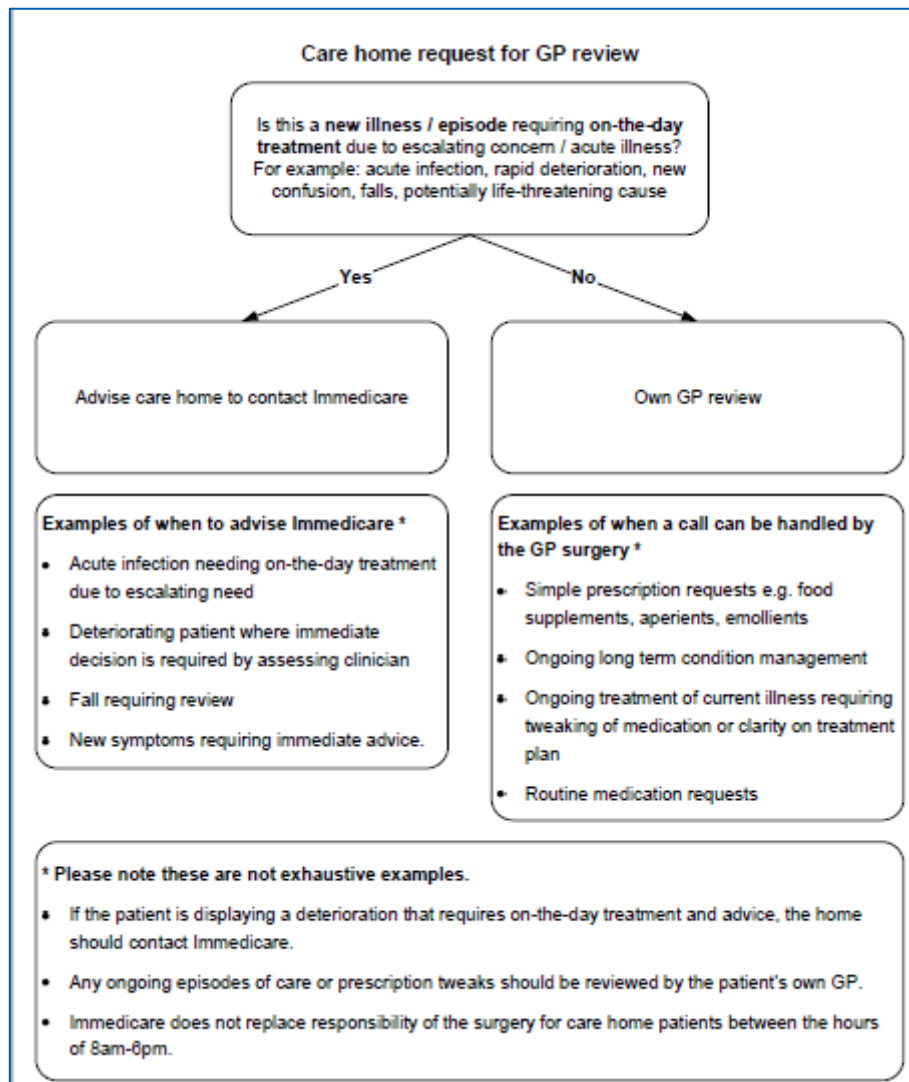 Care home request for GP review
Is this a new illness / episode requiring on-the-day
treatment due to escalating concern / acute illness?
For example: acute infection, rapid deterioration, new
confusion, falls, potentially life-threatening cause
Yes
No
Advise care home to contact Immedicare
Own GP review
Examples of when to advise Immedicare *
• Acute infection needing on-the-day treatment
due to escalating need
• Deteriorating patient where immediate
decision is required by assessing clinician
• Fall requiring review
• New symptoms requiring immediate advice.
Examples of when a call can be handled by
the GP surgery *
• Simple prescription requests e.g. food
supplements, aperients, emollients
• Ongoing long term condition management
• Ongoing treatment of current illness requiring
tweaking of medication or clarity on treatment
plan
• Routine medication requests
* Please note these are not exhaustive examples.
• If the patient is displaying a deterioration that requires on-the-day treatment and advice, the home
should contact Immedicare.
• Any ongoing episodes of care or prescription tweaks should be reviewed by the patient's own GP.
• Immedicare does not replace responsibility of the surgery for care home patients between the hours
of 8am-6pm.